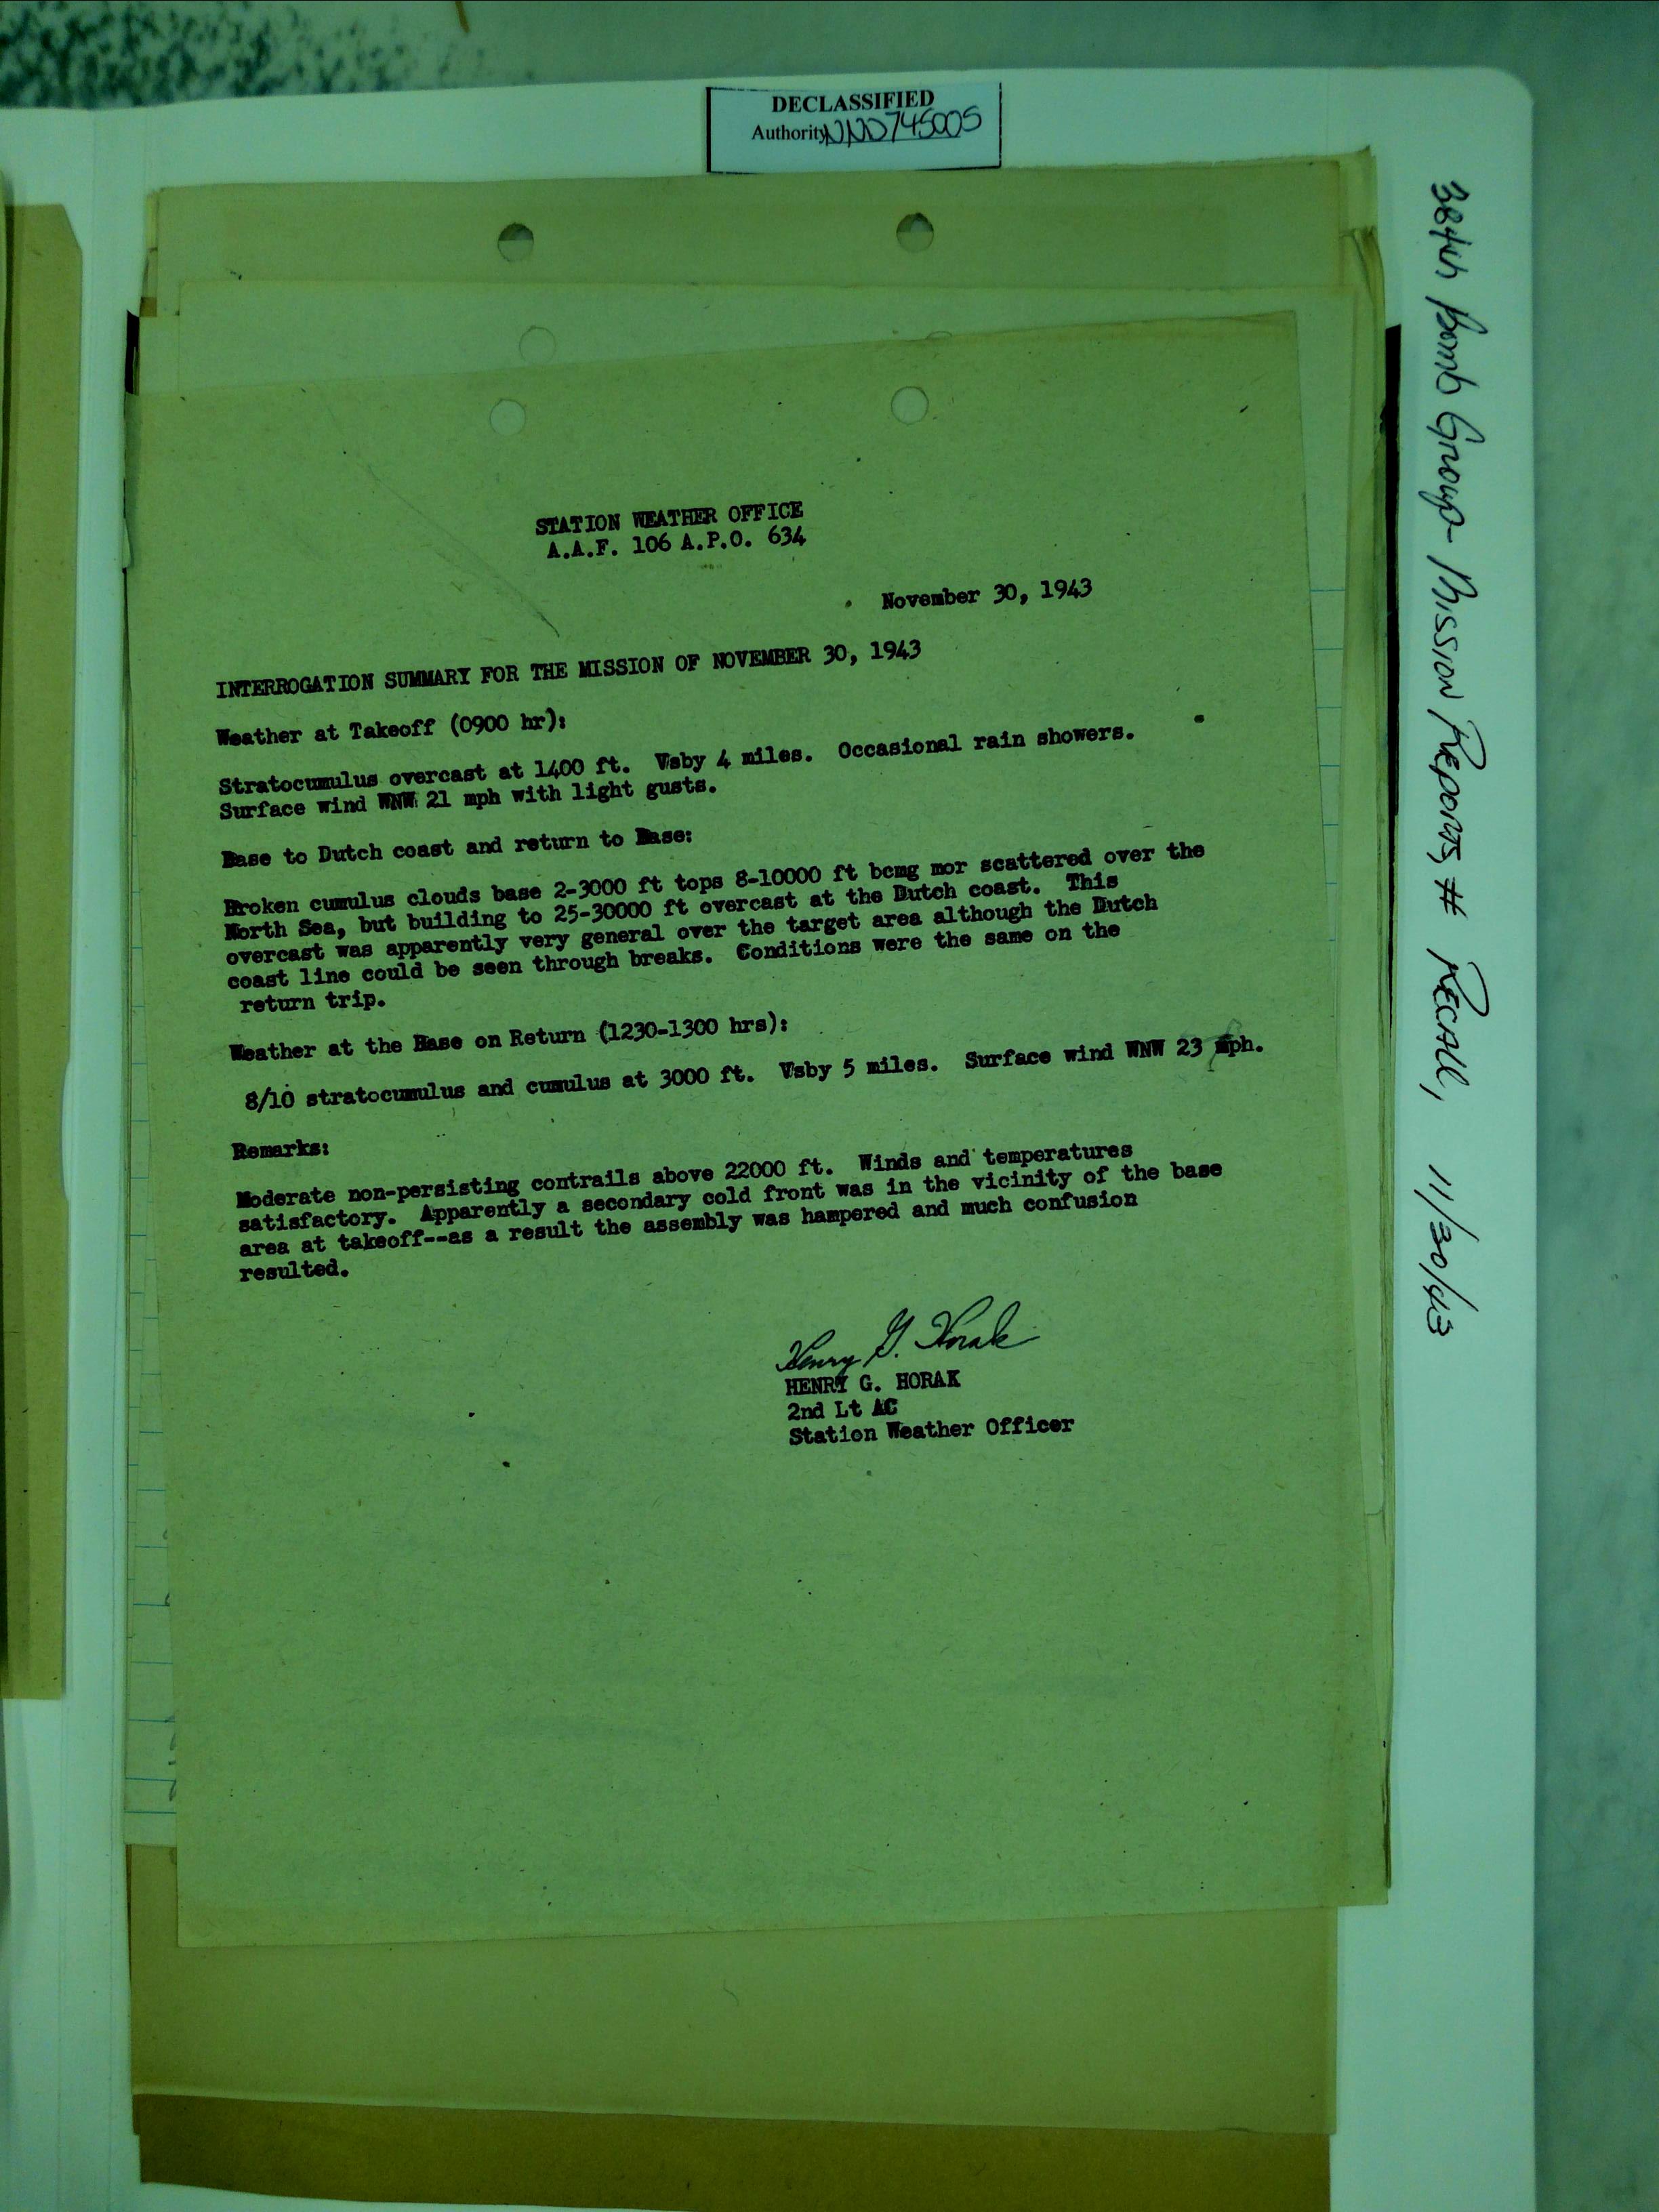 DECLASSIFIED
Authority NND745005
STATION WEATHER OFFICE
A.A.F. 106 A.P.O. 634
November 30, 1943
INTERROGATION SUMMARY FOR THE MISSION OF NOVEMBER 30, 1943
Weather at Takeoff (0900 hr):
Stratocumulus overcast at 1400 ft. Vsby 4 miles. Occasional rain showers.
Surface wind WNW 21 mph with light gusts.
Base to Dutch coast and return to Base:
Broken cumulus clouds base 2-3000 ft tops 8-10000 ft bcmg mor scattered over the
North Sea, but building to 25-30000 ft overcast at the Dutch coast. This
overcast was apparently very general over the target area although the Dutch
coast line could be seen through breaks. Conditions were the same on the
return trip.
Weather at the Base on Return (1230-1300 hrs):
8/10 stratocumulus and cumulus at 3000 ft. Vsby 5 miles. Surface wind WNW 23 mph.
Remarks:
Moderate non-persisting contrails above 22000 ft. Winds and temperatures
satisfactory. Apparently a secondary cold front was in the vicinity of the base
area at takeoff--as a result the assembly was hampered and much confusion
resulted.
Henry G. Horak
HENRY G. HORAK
2nd Lt AC
Station Weather Officer
384th Bomb Group Mission Reports, # Recall, 11/30/43